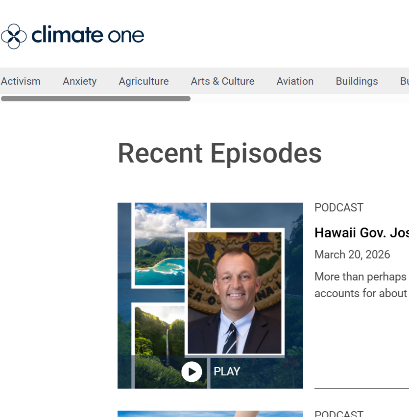 climate one
Activism Anxiety Agriculture Arts & Culture Aviation Buildings
Recent Episodes
PODCAST
Hawaii Gov.
March 20, 2026
More than perhaps
accounts for about
PLAY
PODCAST